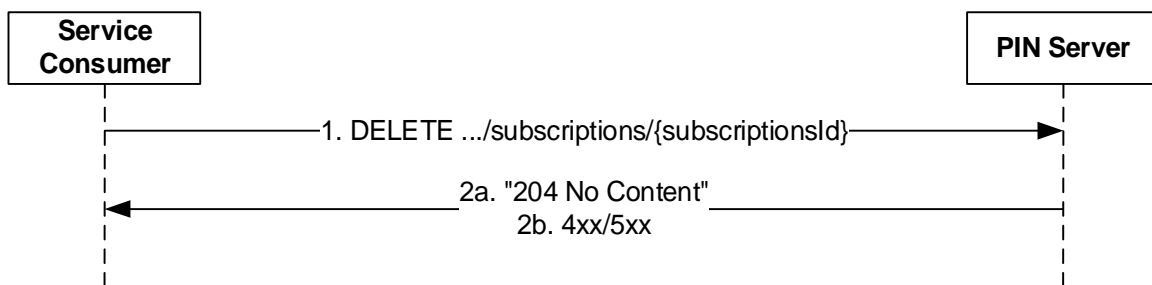 Service
Consumer
PIN Server
1. DELETE .../subscriptions/{subscriptionsId}
2a. "204 No Content"
2b. 4xx/5xx